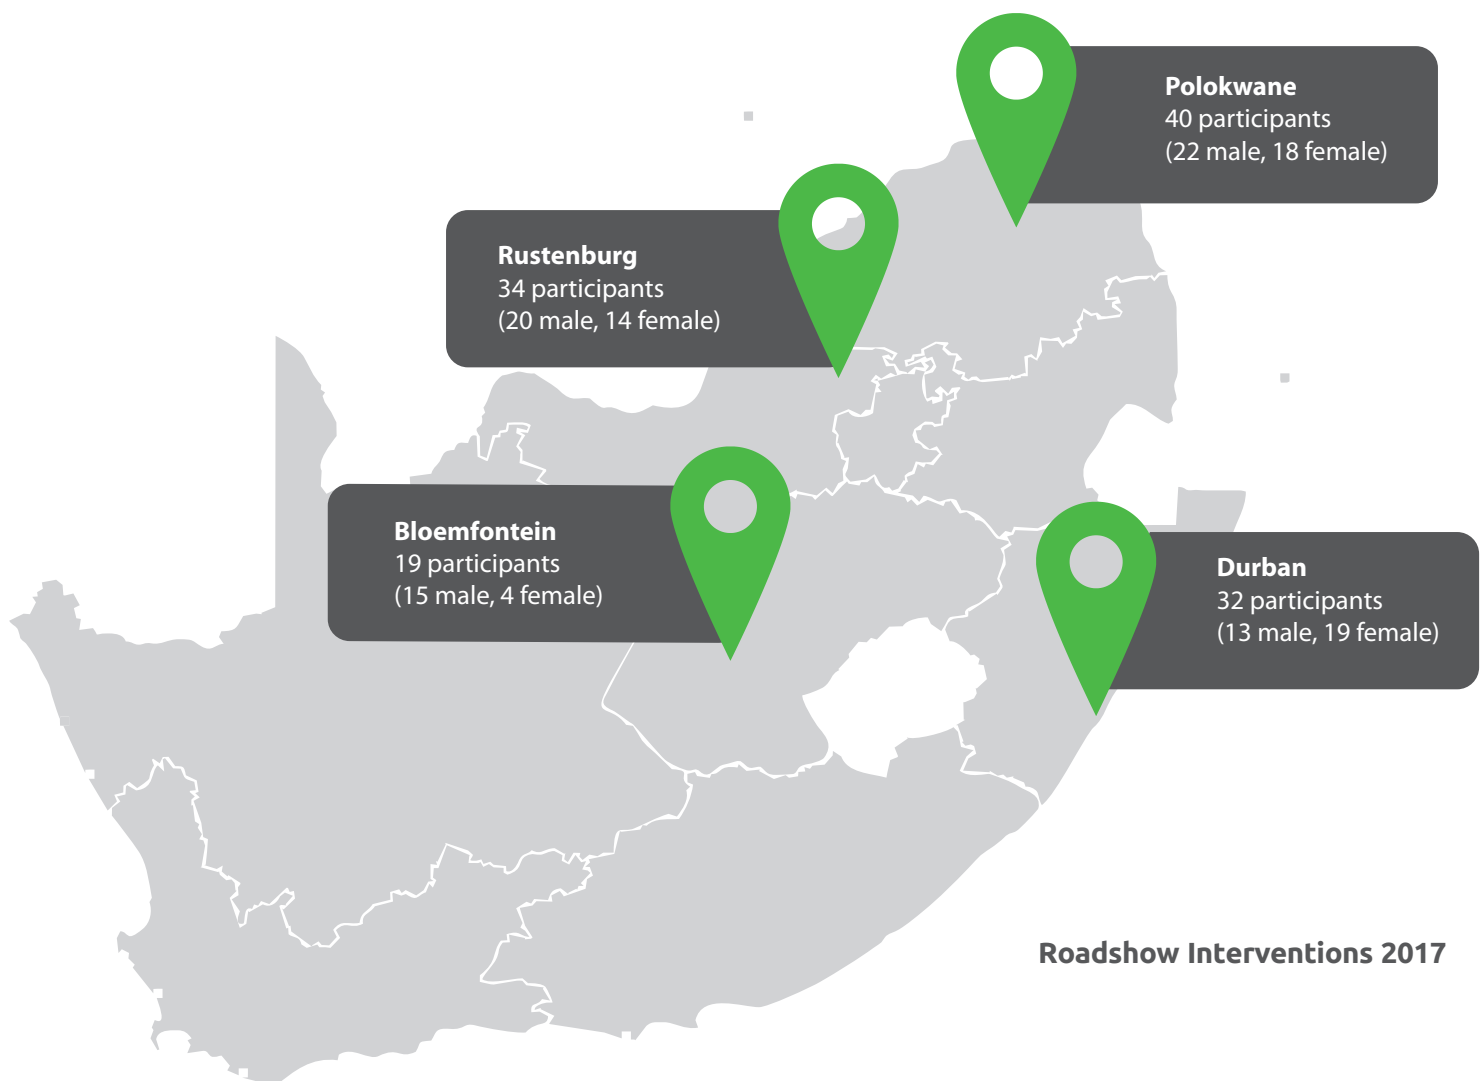 Polokwane
40 participants
(22 male, 18 female)
Rustenburg
34 participants
(20 male, 14 female)
Bloemfontein
19 participants
(15 male, 4 female)
Durban
32 participants
(13 male, 19 female)
Roadshow Interventions 2017